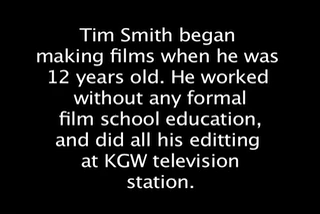 Tim Smith began
making films when he was
12 years old. He worked
without any formal
film school education,
and did all his editting
at KGW television
station.